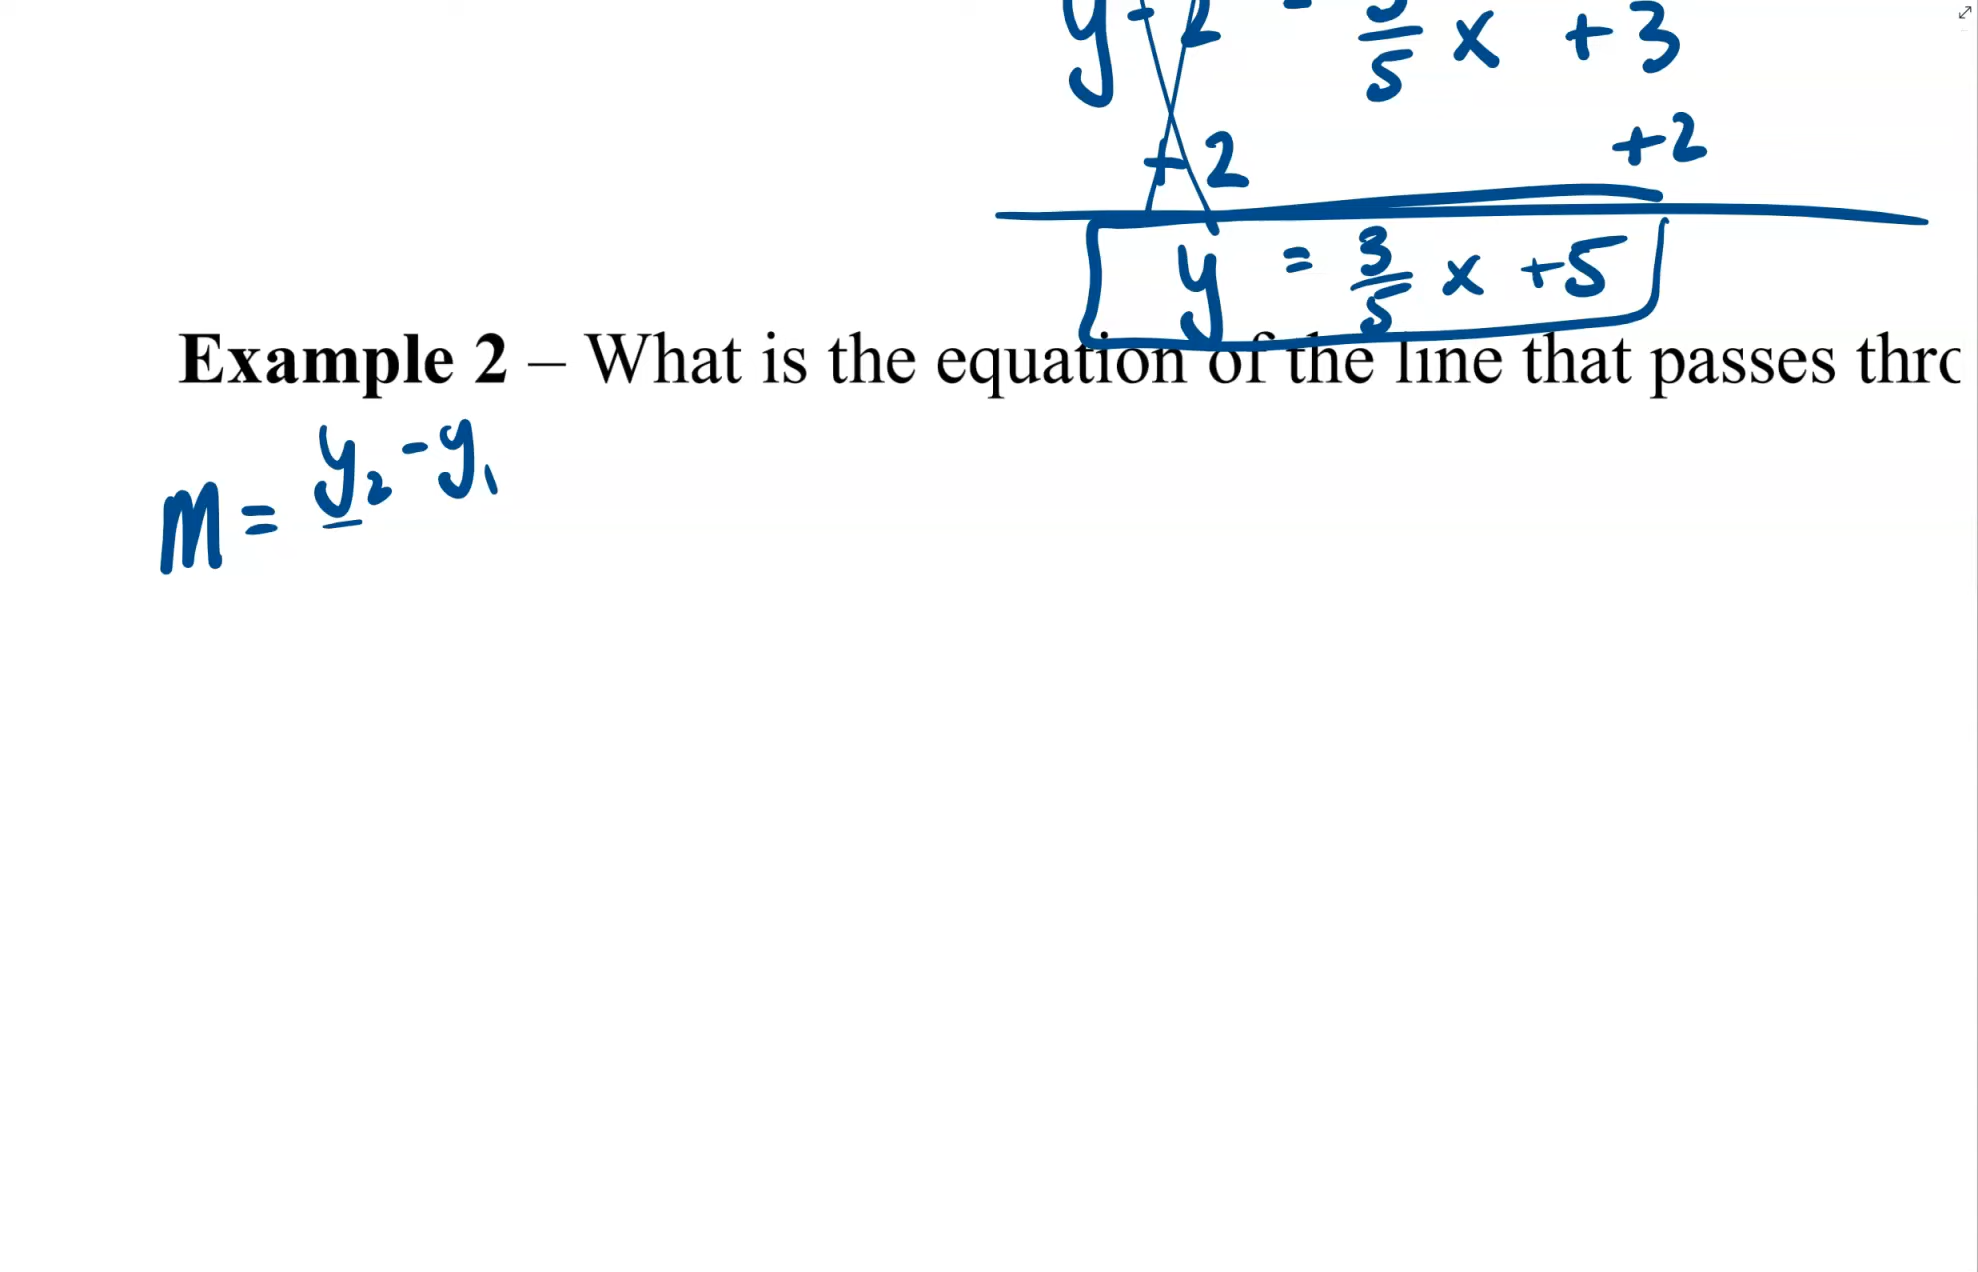 y - 2 = 3/5 x + 3
+ 2 + 2
y = 3/5 x + 5
Example 2 – What is the equation of the line that passes
m = y₂ - y₁